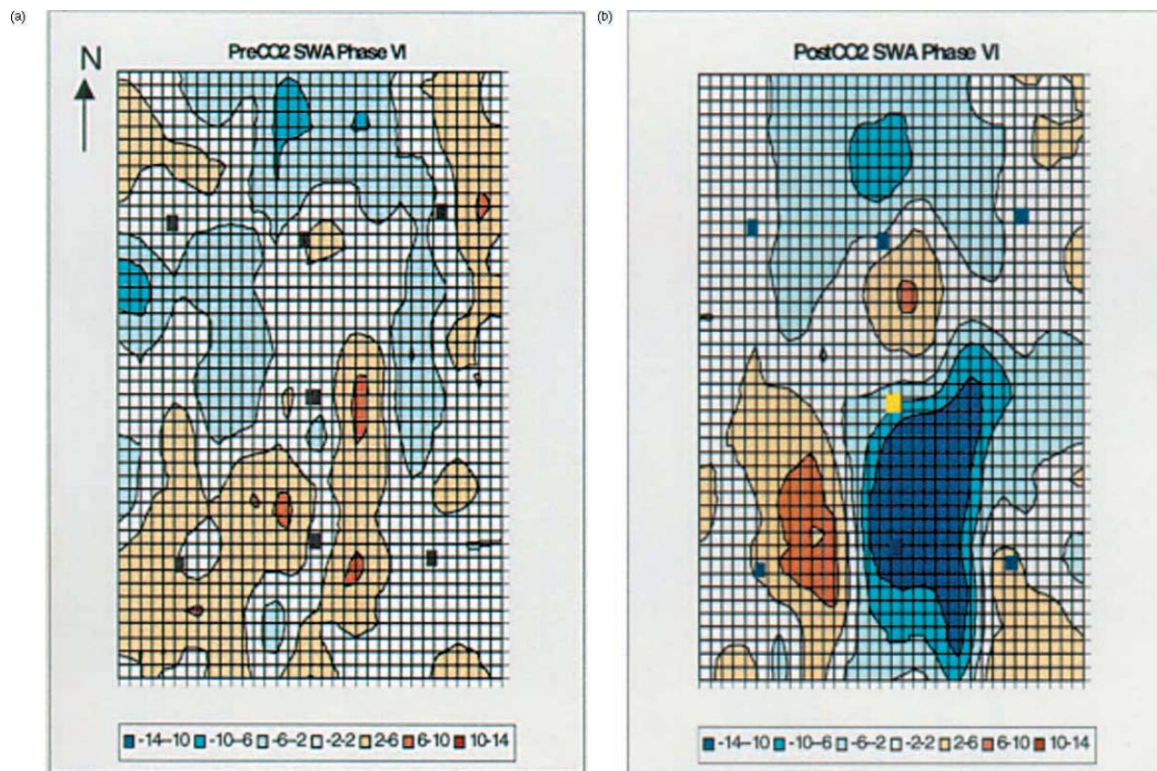 (a)
PreCO2 SWA Phase VI
N
-14--10 -10--6 -6--2 -2-2 2-6 6-10 10-14
(b)
PostCO2 SWA Phase VI
-14--10 -10--6 -6--2 -2-2 2-6 6-10 10-14